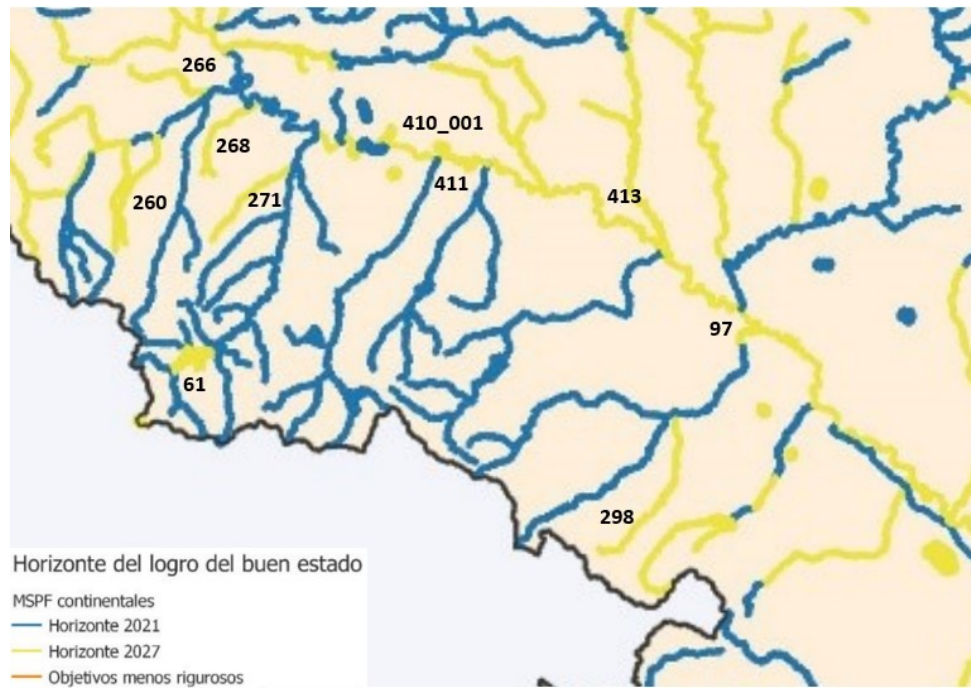 266
410_001
268
411
260
271
413
97
61
298
Horizonte del logro del buen estado
MSPF continentales
Horizonte 2021
Horizonte 2027
Objetivos menos rigurosos